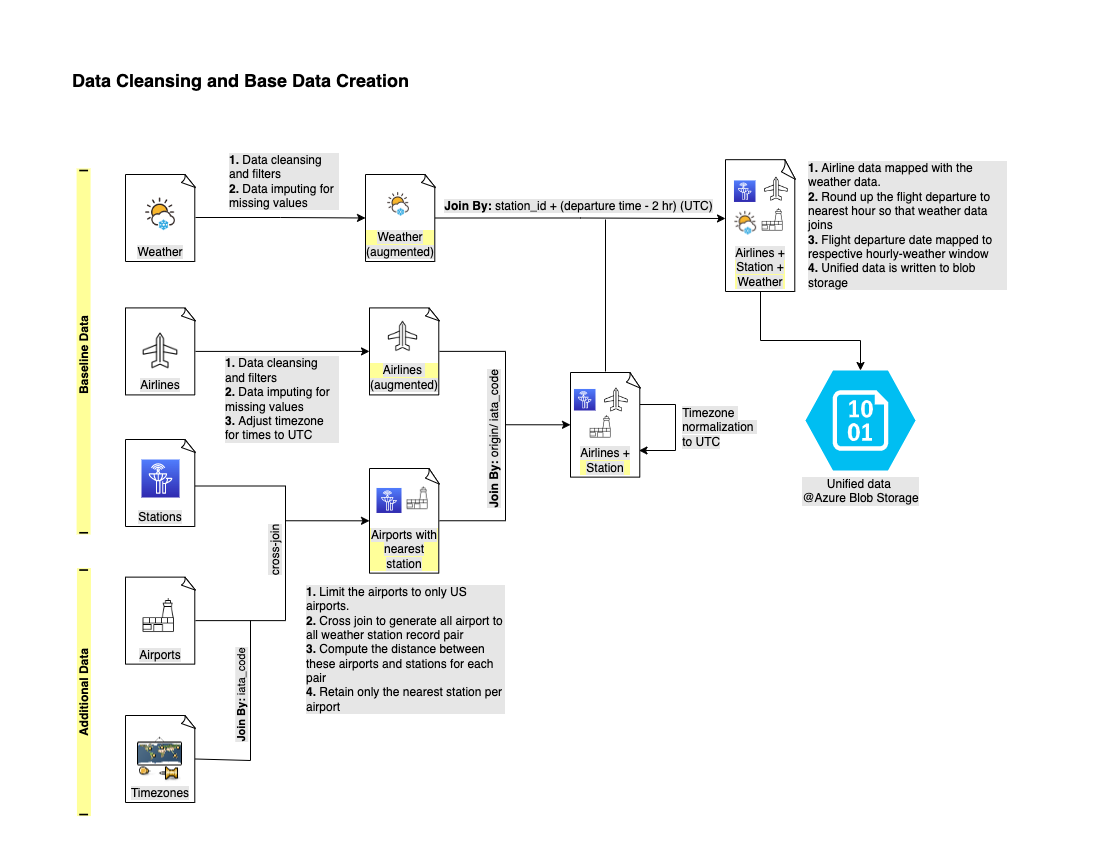 Data Cleansing and Base Data Creation
Baseline Data
Additional Data
Weather
1. Data cleansing
and filters
2. Data imputing for
missing values
Weather
(augmented)
Join By: station_id + (departure time - 2 hr) (UTC)
Airlines +
Station +
Weather
1. Airline data mapped with the
weather data.
2. Round up the flight departure to
nearest hour so that weather data
joins
3. Flight departure date mapped to
respective hourly-weather window
4. Unified data is written to blob
storage
Airlines
1. Data cleansing
and filters
2. Data imputing for
missing values
3. Adjust timezone
for times to UTC
Airlines
(augmented)
Join By: origin/ iata_code
Airlines +
Station
Timezone
normalization
to UTC
10
01
Unified data
@Azure Blob Storage
Stations
cross-join
Airports with
nearest
station
1. Limit the airports to only US
airports.
2. Cross join to generate all airport to
all weather station record pair
3. Compute the distance between
these airports and stations for each
pair
4. Retain only the nearest station per
airport
Airports
Join By: iata_code
Timezones